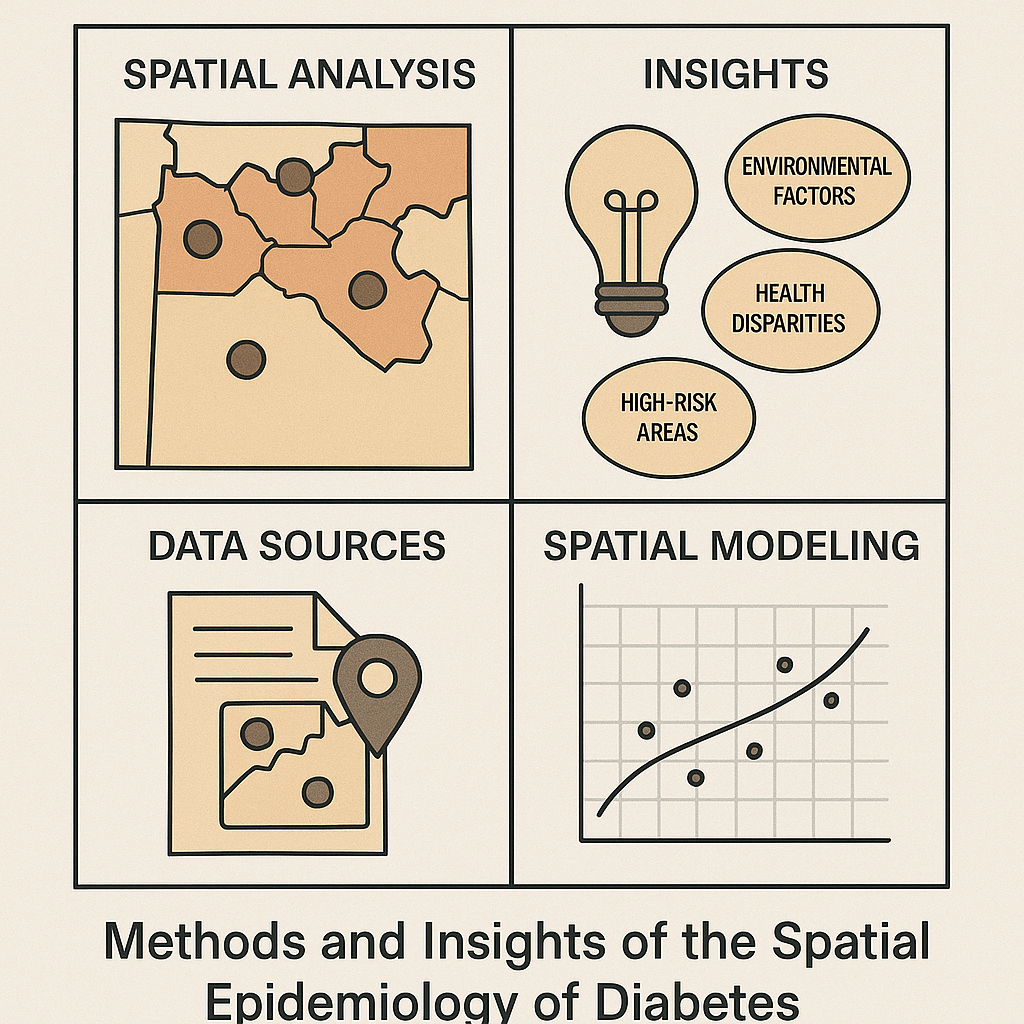 SPATIAL ANALYSIS
INSIGHTS
ENVIRONMENTAL
FACTORS
HEALTH
DISPARITIES
HIGH-RISK
AREAS
DATA SOURCES
SPATIAL MODELING
Methods and Insights of the Spatial
Epidemiology of Diabetes